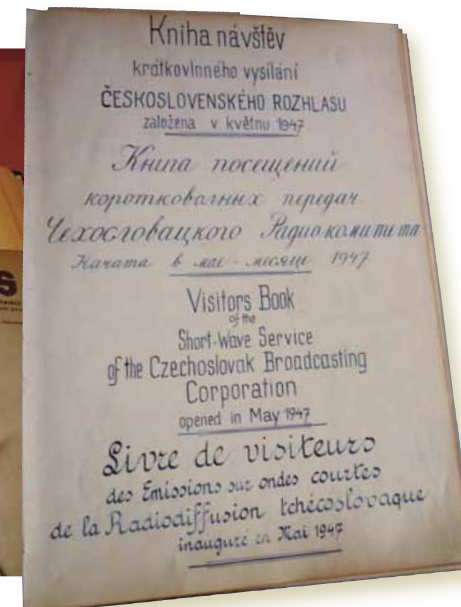 Kniha návštěv
krátkovlnného vysílání
ČESKOSLOVENSKÉHO ROZHLASU
založena v květnu 1947
Книга посещений
коротковолнных передач
Чехословацкого Радиокомитета
Начата в мае-месяце 1947
Visitors Book
of the
Short-Wave Service
of the Czechoslovak Broadcasting
Corporation
opened in May 1947
Livre de visiteurs
des Emissions sur ondes courtes
de la Radiodiffusion tchécoslovaque
inauguré en Mai 1947
S